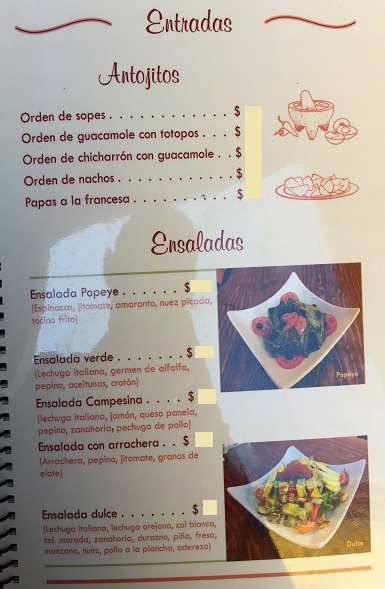 Entradas
Antojitos
Orden de sopes . . . . . . . . . . . . $
Orden de guacamole con totopos . . . $
Orden de chicharrón con guacamole . . $
Orden de nachos . . . . . . . . . . . $
Papas a la francesa . . . . . . . . . $
Ensaladas
Ensalada Popeye . . . . . . . $
(Espinacas, jitomate, amaranto, nuez picada,
tocino frito)
Popeye
Ensalada verde . . . . . . . $
(Lechuga italiana, germen de alfalfa,
pepino, aceitunas, crotón)
Ensalada Campesina . . . . $
(lechuga italiana, jamón, queso panela,
pepino, zanahoria, pechuga de pollo)
Ensalada con arrachera . . $
(Arrachera, pepino, jitomate, granos de
elote)
Ensalada dulce . . . . . . . $
(Lechuga italiana, lechuga orejona, col blanca,
col. morada, zanahoria, durazno, piña, fresa,
manzana, nuez, pollo a la plancha, aderezo)
Dulce